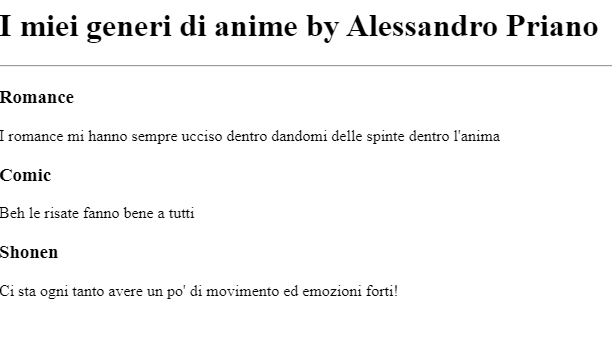 I miei generi di anime by Alessandro Priano
Romance
I romance mi hanno sempre ucciso dentro dandomi delle spinte dentro l'anima
Comic
Beh le risate fanno bene a tutti
Shonen
Ci sta ogni tanto avere un po' di movimento ed emozioni forti!